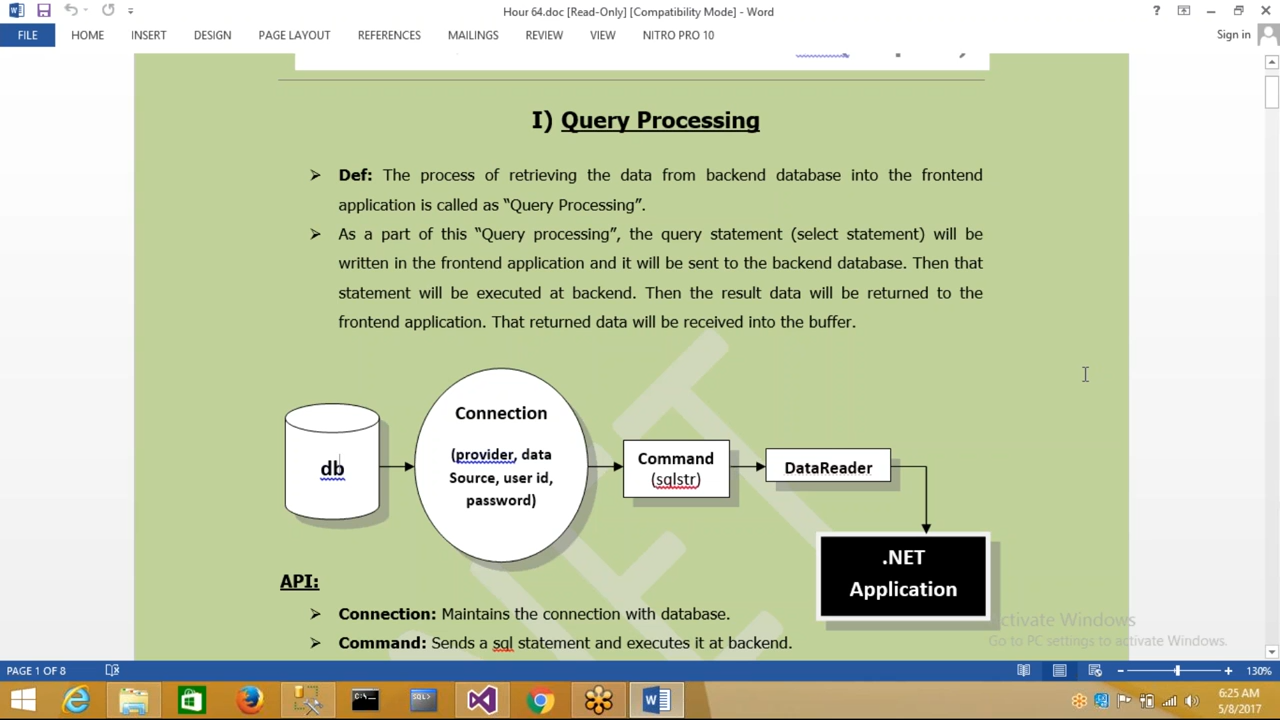 Hour 64.doc [Read-Only] [Compatibility Mode] - Word
?
FILE HOME INSERT DESIGN PAGE LAYOUT REFERENCES MAILINGS REVIEW VIEW NITRO PRO 10 Sign in
I) Query Processing
➢ Def: The process of retrieving the data from backend database into the frontend
application is called as “Query Processing”.
➢ As a part of this “Query processing”, the query statement (select statement) will be
written in the frontend application and it will be sent to the backend database. Then that
statement will be executed at backend. Then the result data will be returned to the
frontend application. That returned data will be received into the buffer.
db
Connection
(provider, data
Source, user id,
password)
Command
(sqlstr)
DataReader
.NET
Application
API:
➢ Connection: Maintains the connection with database.
➢ Command: Sends a sql statement and executes it at backend.
NET
Activate Windows
Go to PC settings to activate Windows.
PAGE 1 OF 8 130%
6:25 AM
5/8/2017